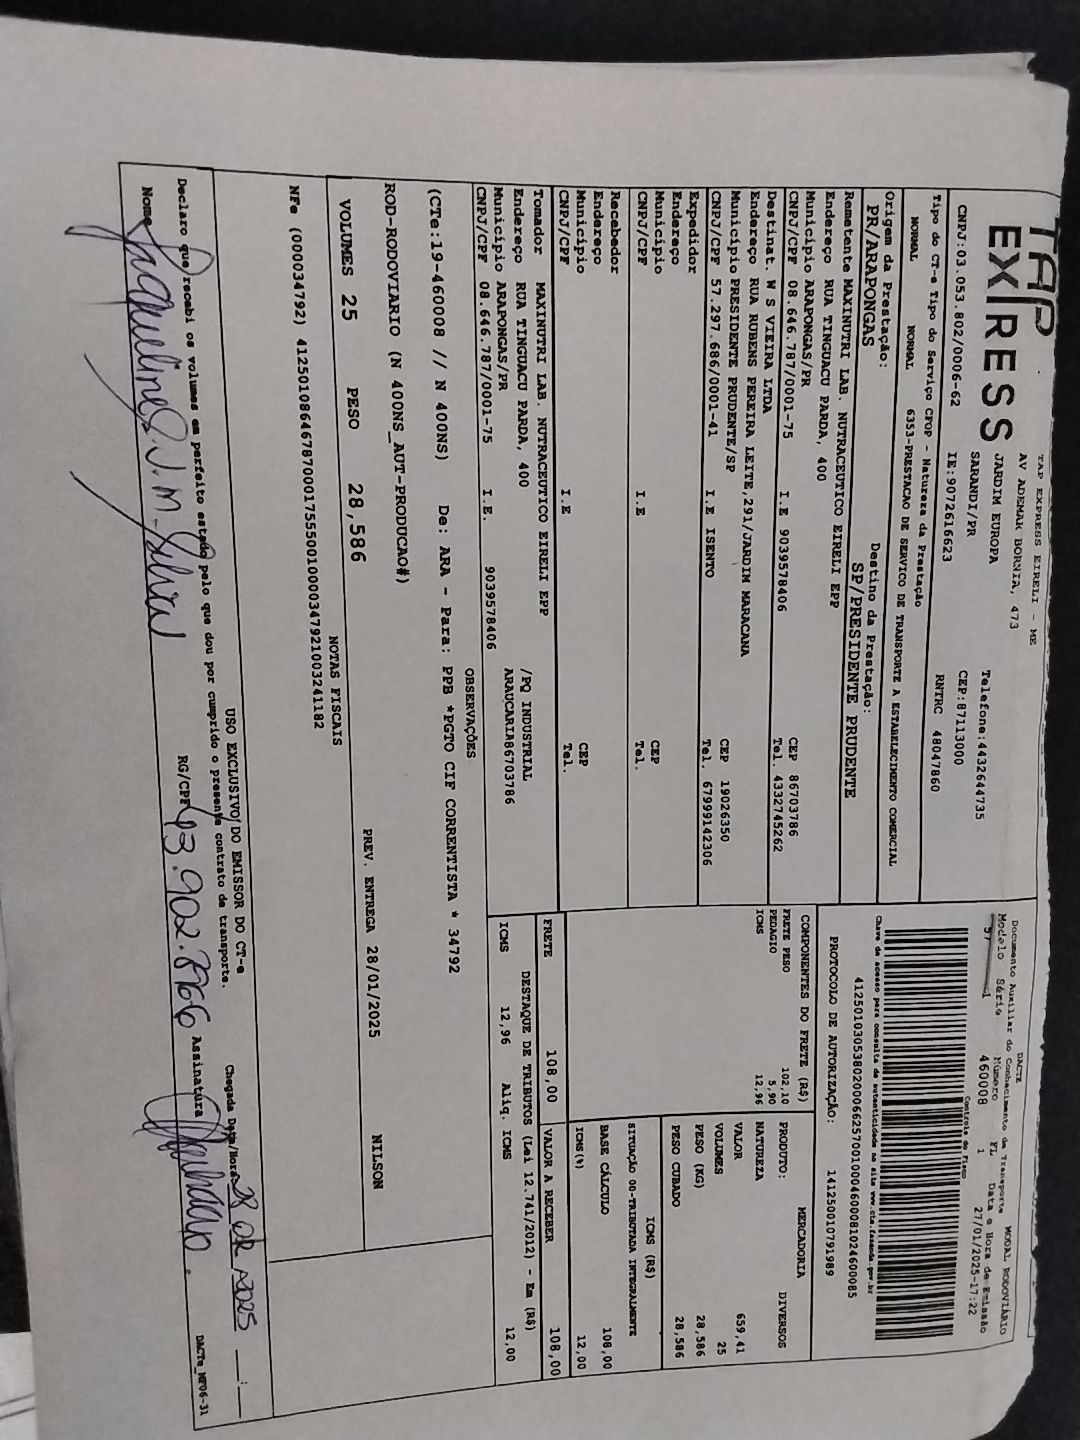 TAP
EXPRESS
TAP EXPRESS EIRELI - ME
AV ADEMAR BORNIA, 473
JARDIM EUROPA
SARANDI/PR
Telefone:4432644735
CEP:87113000
CNPJ:03.053.802/0006-62
IE:9072616623
RNTRC 48047860
Tipo do CT-e Tipo do Serviço CFOP - Natureza da Prestação
NORMAL NORMAL 6353-PRESTACAO DE SERVICO DE TRANSPORTE A ESTABELECIMENTO COMERCIAL
Origem da Prestação: Destino da Prestação:
PR/ARAPONGAS SP/PRESIDENTE PRUDENTE
DACTE MODAL RODOVIÁRIO
Documento Auxiliar do Conhecimento de Transporte
Modelo Série Número FL Data e Hora de Emissão
57 1 460008 1 27/01/2025-17:22
Controle do Fisco
Chave de acesso para consulta de autenticidade no site www.cte.fazenda.gov.br
41250103053802000662570010004600081024600085
PROTOCOLO DE AUTORIZAÇÃO: 141250010791989
Remetente MAXINUTRI LAB. NUTRACEUTICO EIRELI EPP
Endereço RUA TINGUACU PARDA, 400
Município ARAPONGAS/PR CEP 86703786
CNPJ/CPF 08.646.787/0001-75 I.E 9039578406 Tel. 4332745262
Destinat. W S VIEIRA LTDA
Endereço RUA RUBENS PEREIRA LEITE,291/JARDIM MARACANA
Município PRESIDENTE PRUDENTE/SP CEP 19026350
CNPJ/CPF 57.297.686/0001-41 I.E ISENTO Tel. 67999142306
Expedidor
Endereço
Município CEP
CNPJ/CPF I.E Tel.
Recebedor
Endereço
Município CEP
CNPJ/CPF I.E Tel.
Tomador MAXINUTRI LAB. NUTRACEUTICO EIRELI EPP
Endereço RUA TINGUACU PARDA, 400 /PQ INDUSTRIAL
Município ARAPONGAS/PR ARAUCARIA86703786
CNPJ/CPF 08.646.787/0001-75 I.E. 9039578406
COMPONENTES DO FRETE (R$)
FRETE PESO 102,10
PEDAGIO 5,90
ICMS 12,96
MERCADORIA
PRODUTO: DIVERSOS
NATUREZA
VALOR 659,41
VOLUMES 25
PESO (KG) 28,586
PESO CUBADO 28,586
ICMS (R$)
SITUAÇÃO 00-TRIBUTADA INTEGRALMENTE
BASE CÁLCULO 108,00
ICMS(%) 12,00
FRETE 108,00 VALOR A RECEBER 108,00
DESTAQUE DE TRIBUTOS (Lei 12.741/2012) - Em (R$)
ICMS 12,96 Aliq. ICMS 12,00
OBSERVAÇÕES
(CTe:19-460008 // N 400NS) De: ARA - Para: PPB *PGTO CIF CORRENTISTA * 34792
ROD-RODOVIARIO (N 400NS_AUT-PRODUCAO#)
VOLUMES 25 PESO 28,586 PREV. ENTREGA 28/01/2025 NILSON
NOTAS FISCAIS
NFe (000034792) 41250108646787000175550010000347921003241182
USO EXCLUSIVO DO EMISSOR DO CT-e
Declaro que recebi os volumes em perfeito estado pelo que dou por cumprido o presente contrato de transporte.
Chegada Data/Hora 28 01 2025 __:__
Nome Jaqueline S. J. M. Silva RG/CPF 43.902.876-6 Assinatura
DACTe_MF06-31